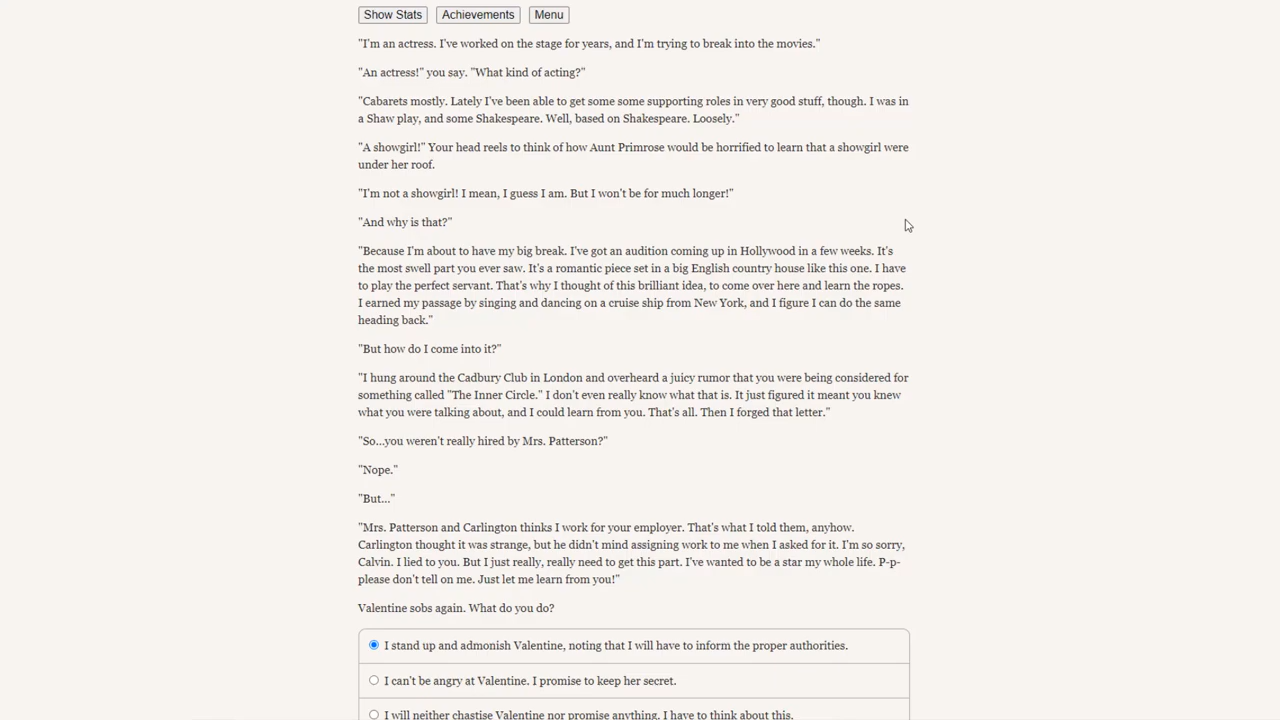 Show Stats Achievements Menu
"I'm an actress. I've worked on the stage for years, and I'm trying to break into the movies."
"An actress!" you say. "What kind of acting?"
"Cabarets mostly. Lately I've been able to get some some supporting roles in very good stuff, though. I was in
a Shaw play, and some Shakespeare. Well, based on Shakespeare. Loosely."
"A showgirl!" Your head reels to think of how Aunt Primrose would be horrified to learn that a showgirl were
under her roof.
"I'm not a showgirl! I mean, I guess I am. But I won't be for much longer!"
"And why is that?"
"Because I'm about to have my big break. I've got an audition coming up in Hollywood in a few weeks. It's
the most swell part you ever saw. It's a romantic piece set in a big English country house like this one. I have
to play the perfect servant. That's why I thought of this brilliant idea, to come over here and learn the ropes.
I earned my passage by singing and dancing on a cruise ship from New York, and I figure I can do the same
heading back."
"But how do I come into it?"
"I hung around the Cadbury Club in London and overheard a juicy rumor that you were being considered for
something called "The Inner Circle." I don't even really know what that is. It just figured it meant you knew
what you were talking about, and I could learn from you. That's all. Then I forged that letter."
"So...you weren't really hired by Mrs. Patterson?"
"Nope."
"But..."
"Mrs. Patterson and Carlington thinks I work for your employer. That's what I told them, anyhow.
Carlington thought it was strange, but he didn't mind assigning work to me when I asked for it. I'm so sorry,
Calvin. I lied to you. But I just really, really need to get this part. I've wanted to be a star my whole life. P-p-
please don't tell on me. Just let me learn from you!"
Valentine sobs again. What do you do?
I stand up and admonish Valentine, noting that I will have to inform the proper authorities.
I can't be angry at Valentine. I promise to keep her secret.
I will neither chastise Valentine nor promise anything. I have to think about this.